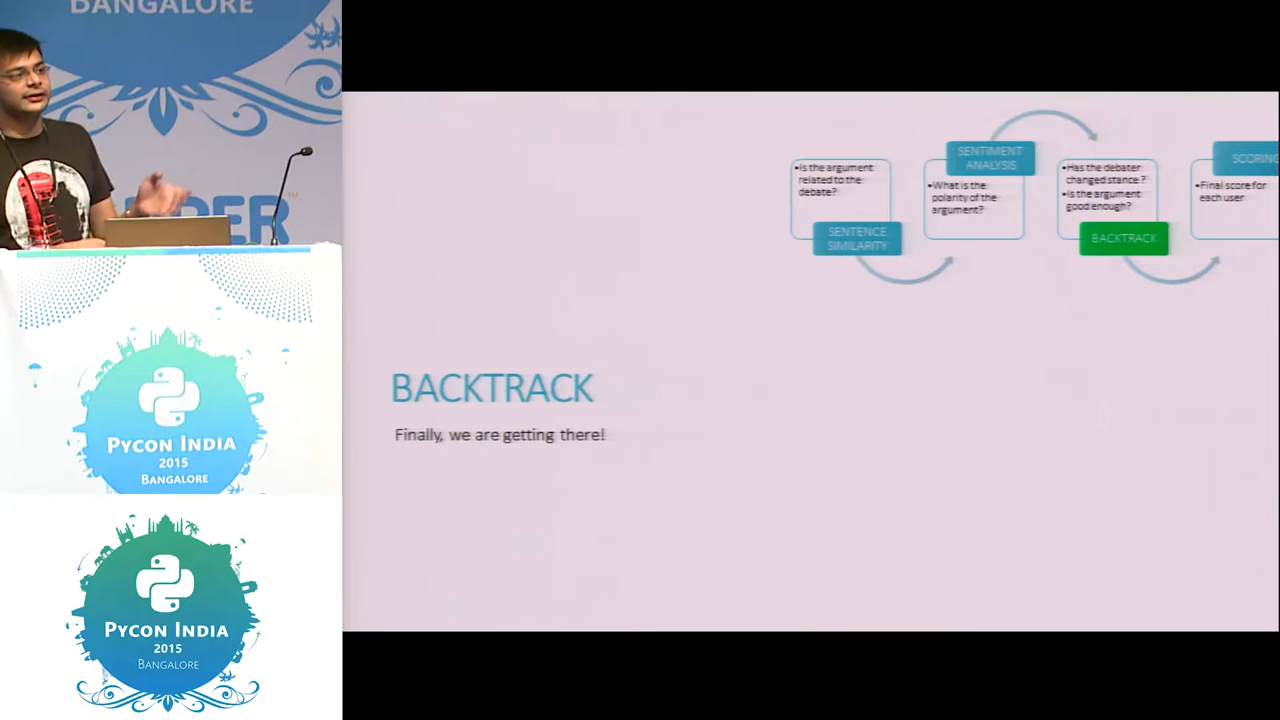 BANGALORE
PYCON INDIA
2015
BANGALORE
PYCON INDIA
2015
BANGALORE
•Is the argument
related to the
debate?
SENTENCE
SIMILARITY
SENTIMENT
ANALYSIS
•What is the
polarity of the
argument?
•Has the debater
changed stance?
•Is the argument
good enough?
BACKTRACK
SCORING
•Final score for
each user
BACKTRACK
Finally, we are getting there!